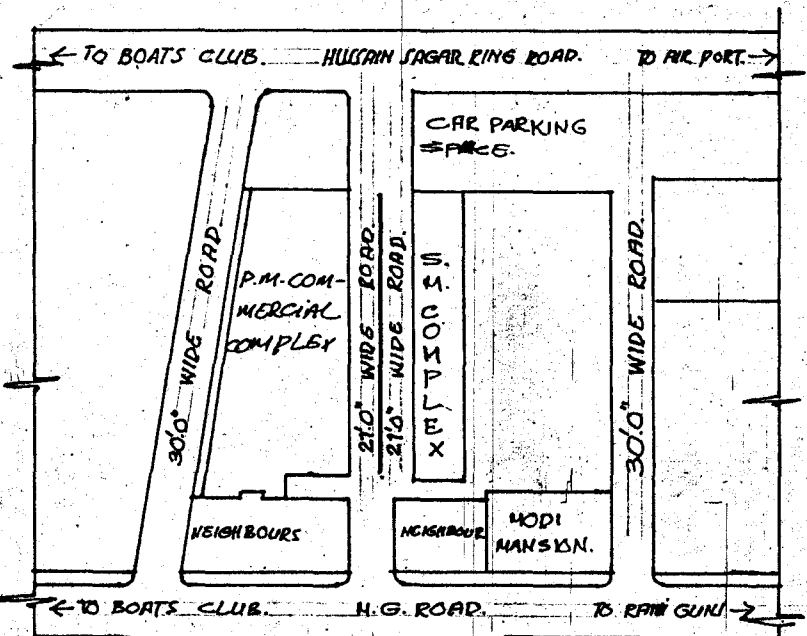 ← TO BOATS CLUB. HUSSAIN SAGAR RING ROAD. TO AIR PORT. →
CAR PARKING
SPACE.
30'.0" WIDE ROAD
P.M. COM-
MERCIAL
COMPLEX
21'.0" WIDE ROAD.
21'.0" WIDE ROAD.
S.
M.
C
O
M
P
L
E
X
30'.0" WIDE ROAD.
NEIGHBOURS
NEIGHBOUR
MODI
MANSION.
← TO BOATS CLUB. M.G. ROAD. TO RANI GUNJ →